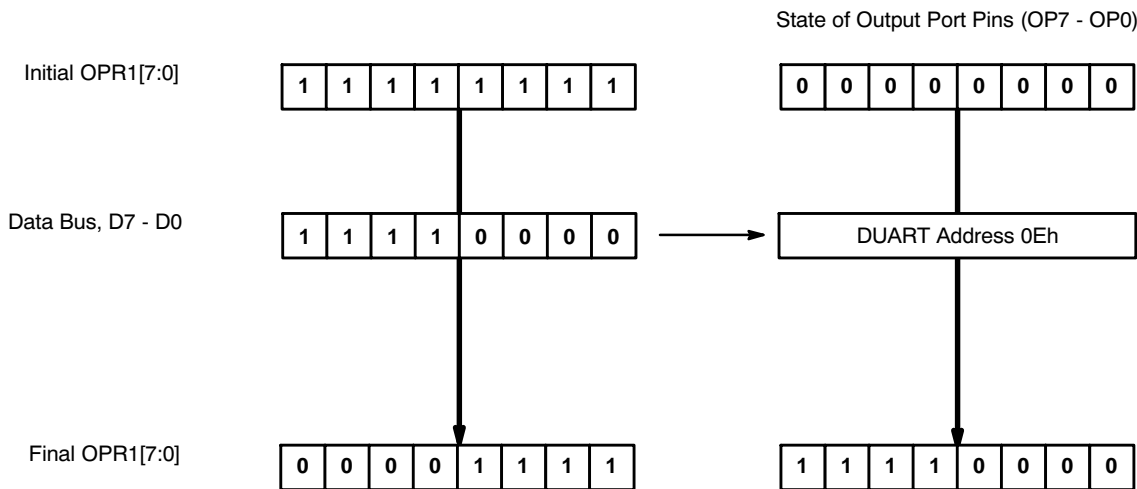 State of Output Port Pins (OP7 - OP0)
Initial OPR1[7:0]
1 1 1 1 1 1 1 1
0 0 0 0 0 0 0 0
Data Bus, D7 - D0
1 1 1 1 0 0 0 0
DUART Address 0Eh
Final OPR1[7:0]
0 0 0 0 1 1 1 1
1 1 1 1 0 0 0 0